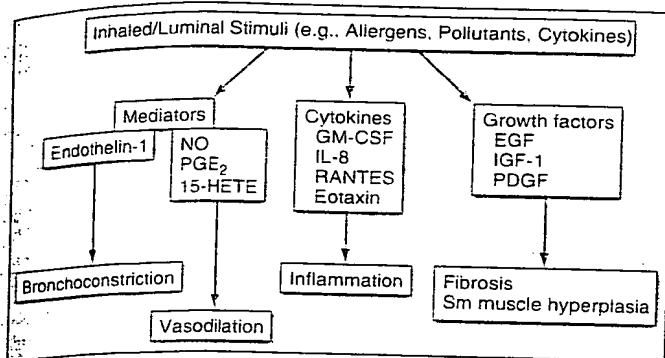 Inhaled/Luminal Stimuli (e.g., Allergens, Pollutants, Cytokines)
Mediators
Endothelin-1
NO
PGE₂
15-HETE
Cytokines
GM-CSF
IL-8
RANTES
Eotaxin
Growth factors
EGF
IGF-1
PDGF
Bronchoconstriction
Vasodilation
Inflammation
Fibrosis
Sm muscle hyperplasia